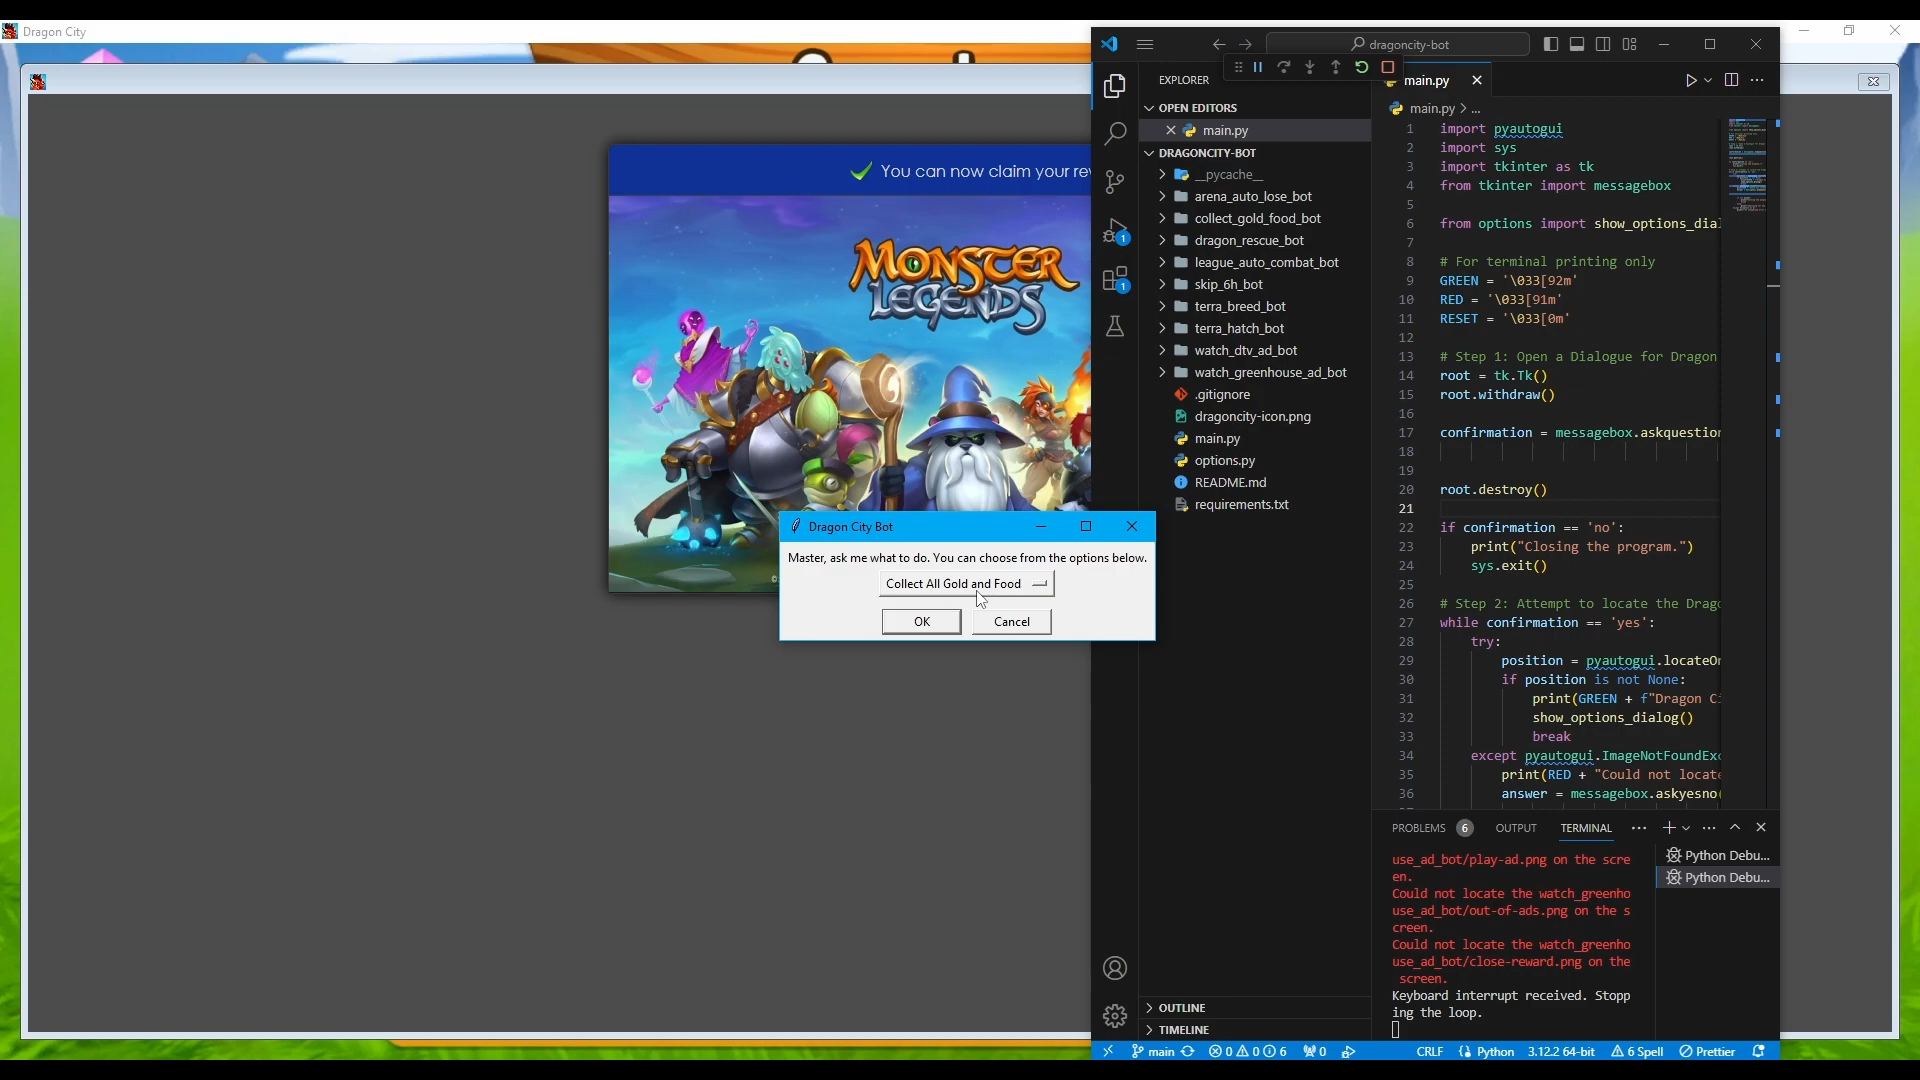 Dragon City
You can now claim your re
MONSTER
LEGENDS
Dragon City Bot
Master, ask me what to do. You can choose from the options below.
Collect All Gold and Food
OK
Cancel
dragoncity-bot
EXPLORER
OPEN EDITORS
main.py
DRAGONCITY-BOT
__pycache__
arena_auto_lose_bot
collect_gold_food_bot
dragon_rescue_bot
league_auto_combat_bot
skip_6h_bot
terra_breed_bot
terra_hatch_bot
watch_dtv_ad_bot
watch_greenhouse_ad_bot
.gitignore
dragoncity-icon.png
main.py
options.py
README.md
requirements.txt
OUTLINE
TIMELINE
1
1
main.py
main.py > ...
1 import pyautogui
2 import sys
3 import tkinter as tk
4 from tkinter import messagebox
5
6 from options import show_options_dia
7
8 # For terminal printing only
9 GREEN = '\033[92m'
10 RED = '\033[91m'
11 RESET = '\033[0m'
12
13 # Step 1: Open a Dialogue for Dragon
14 root = tk.Tk()
15 root.withdraw()
16
17 confirmation = messagebox.askquestion
18
19
20 root.destroy()
21
22 if confirmation == 'no':
23 print("Closing the program.")
24 sys.exit()
25
26 # Step 2: Attempt to locate the Drag
27 while confirmation == 'yes':
28 try:
29 position = pyautogui.locateO
30 if position is not None:
31 print(GREEN + f"Dragon C
32 show_options_dialog()
33 break
34 except pyautogui.ImageNotFoundEx
35 print(RED + "Could not locate
36 answer = messagebox.askyesno
PROBLEMS 6 OUTPUT TERMINAL
use_ad_bot/play-ad.png on the scre
en.
Could not locate the watch_greenho
use_ad_bot/out-of-ads.png on the s
creen.
Could not locate the watch_greenho
use_ad_bot/close-reward.png on the
screen.
Keyboard interrupt received. Stopp
ing the loop.
Python Debu...
Python Debu...
main 0 0 6 0 CRLF Python 3.12.2 64-bit 6 Spell Prettier